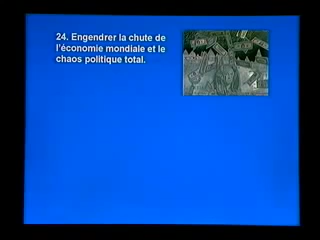 24. Engendrer la chute de
l'économie mondiale et le
chaos politique total.